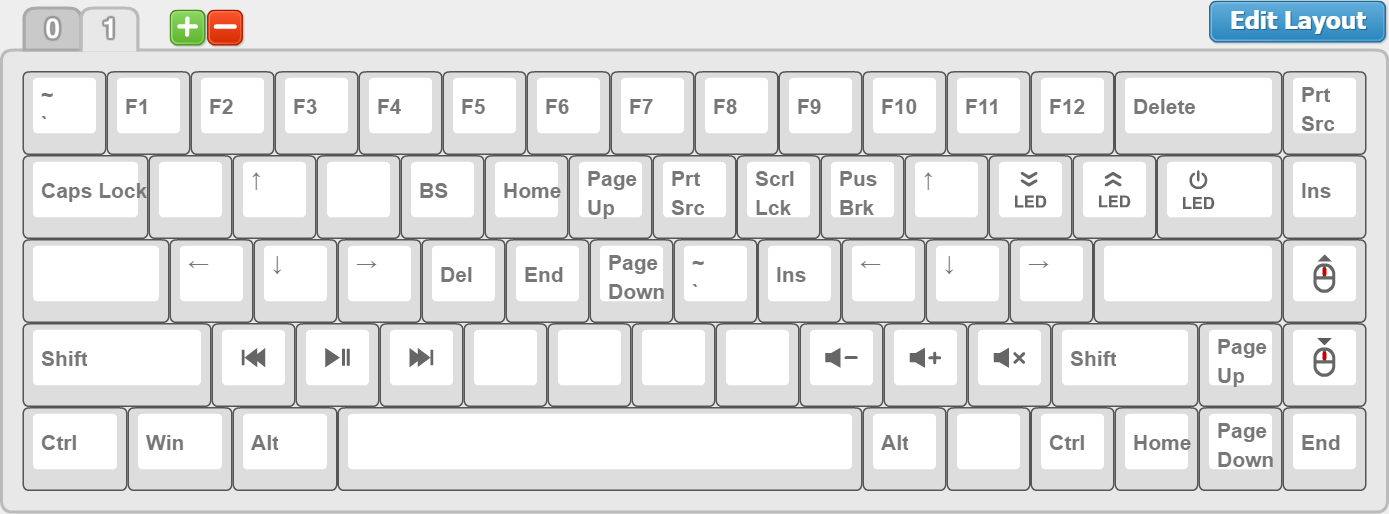 0 1 + − Edit Layout
~ F1 F2 F3 F4 F5 F6 F7 F8 F9 F10 F11 F12 Delete Prt
` Src
Caps Lock ↑ BS Home Page Prt Scrl Pus ↑ LED LED LED Ins
Up Src Lck Brk
← ↓ → Del End Page ~ Ins ← ↓ →
Down `
Shift Shift Page
Up
Ctrl Win Alt Alt Ctrl Home Page End
Down